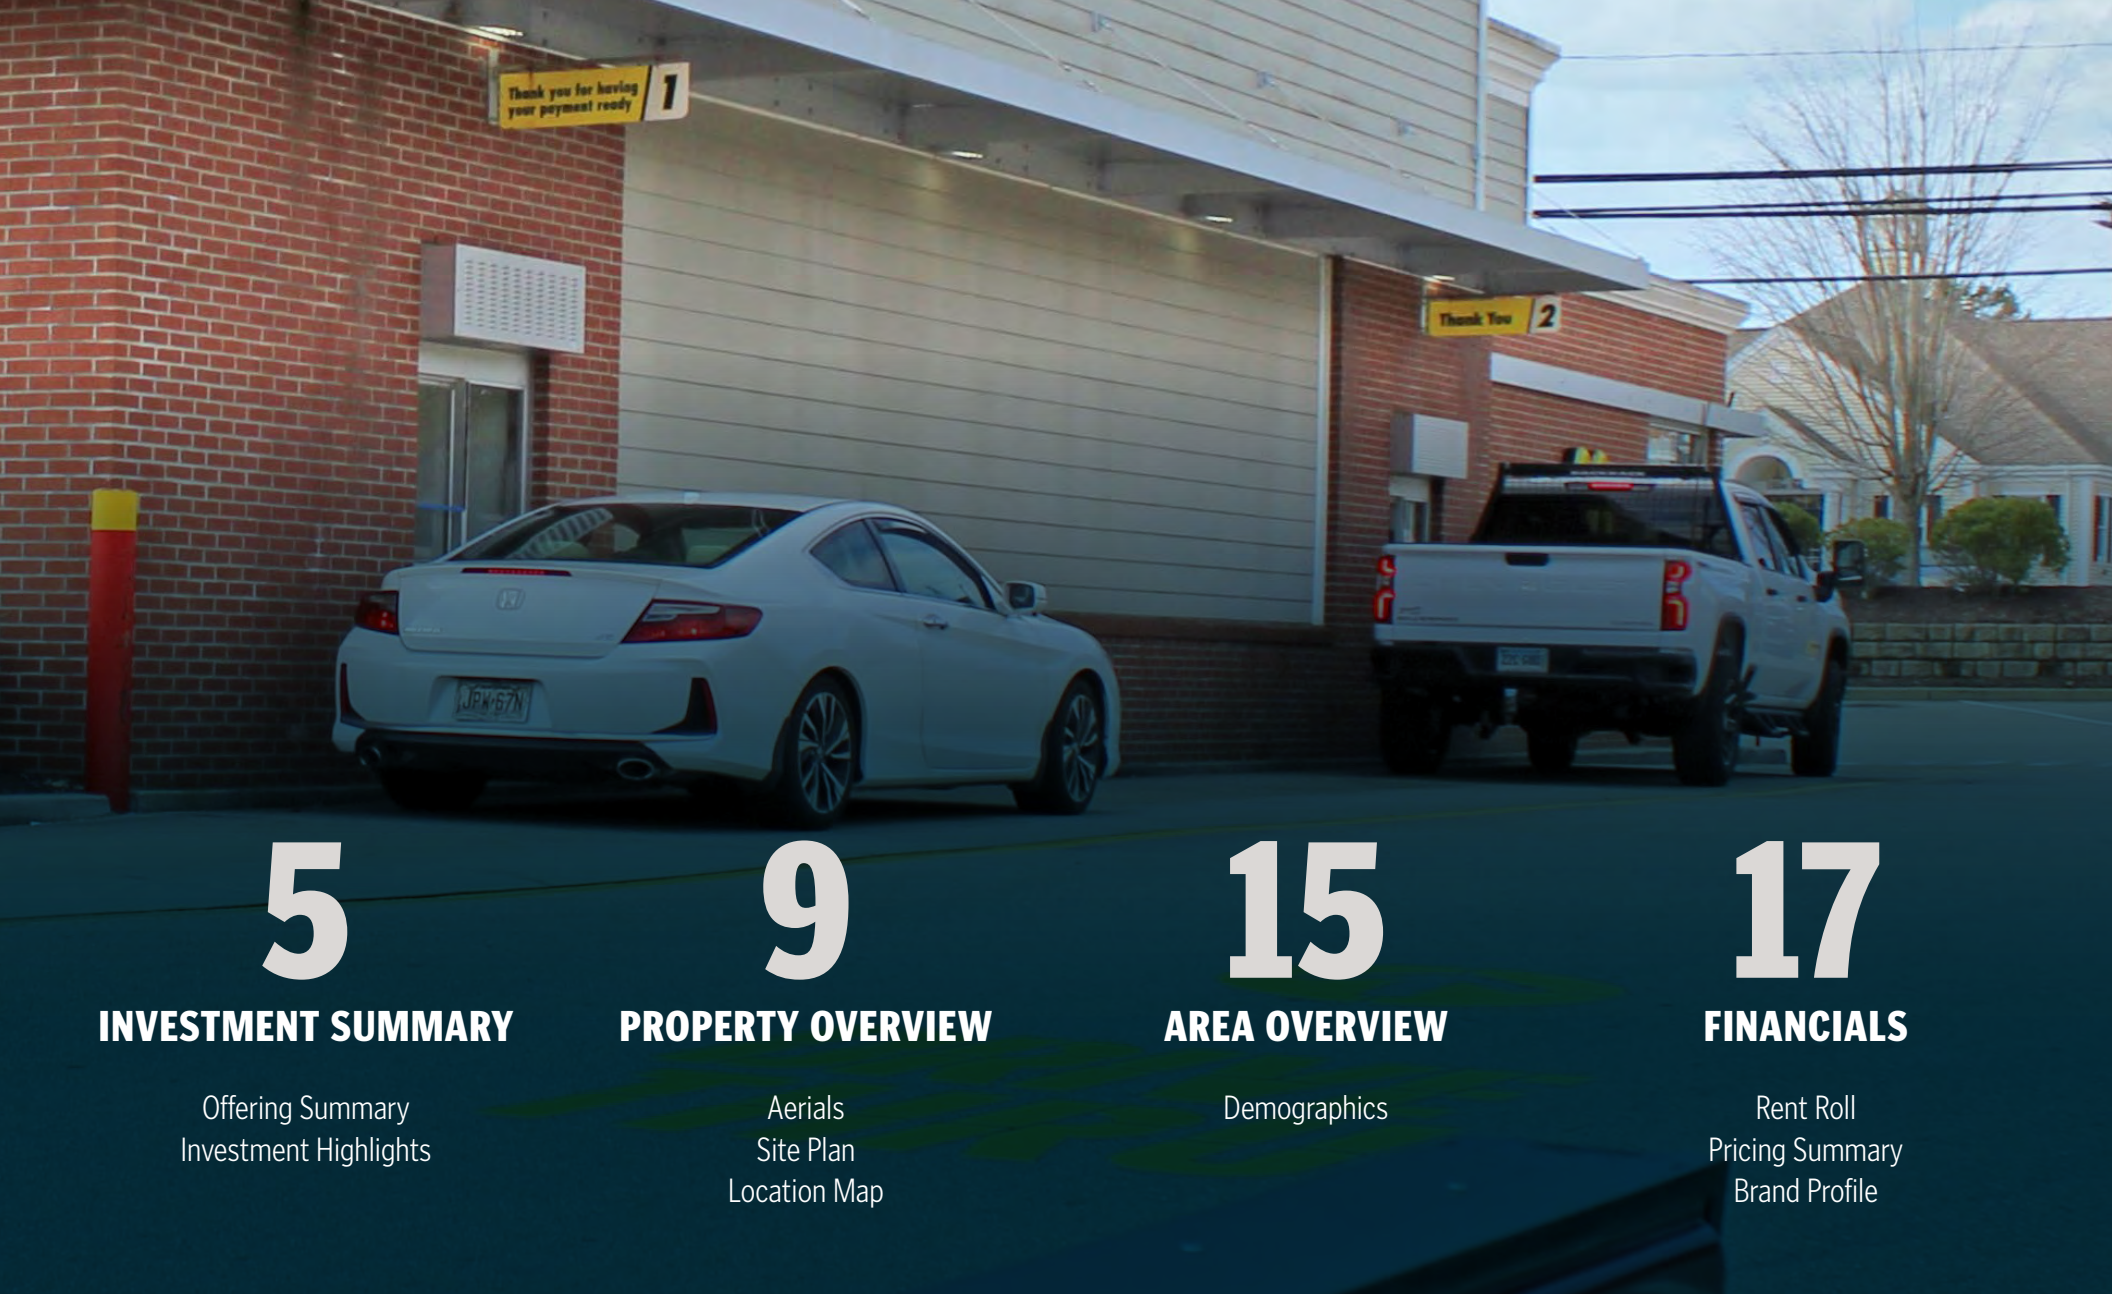 Thank you for having
your payment ready
1
Thank You
2
5
INVESTMENT SUMMARY
Offering Summary
Investment Highlights
9
PROPERTY OVERVIEW
Aerials
Site Plan
Location Map
15
AREA OVERVIEW
Demographics
17
FINANCIALS
Rent Roll
Pricing Summary
Brand Profile